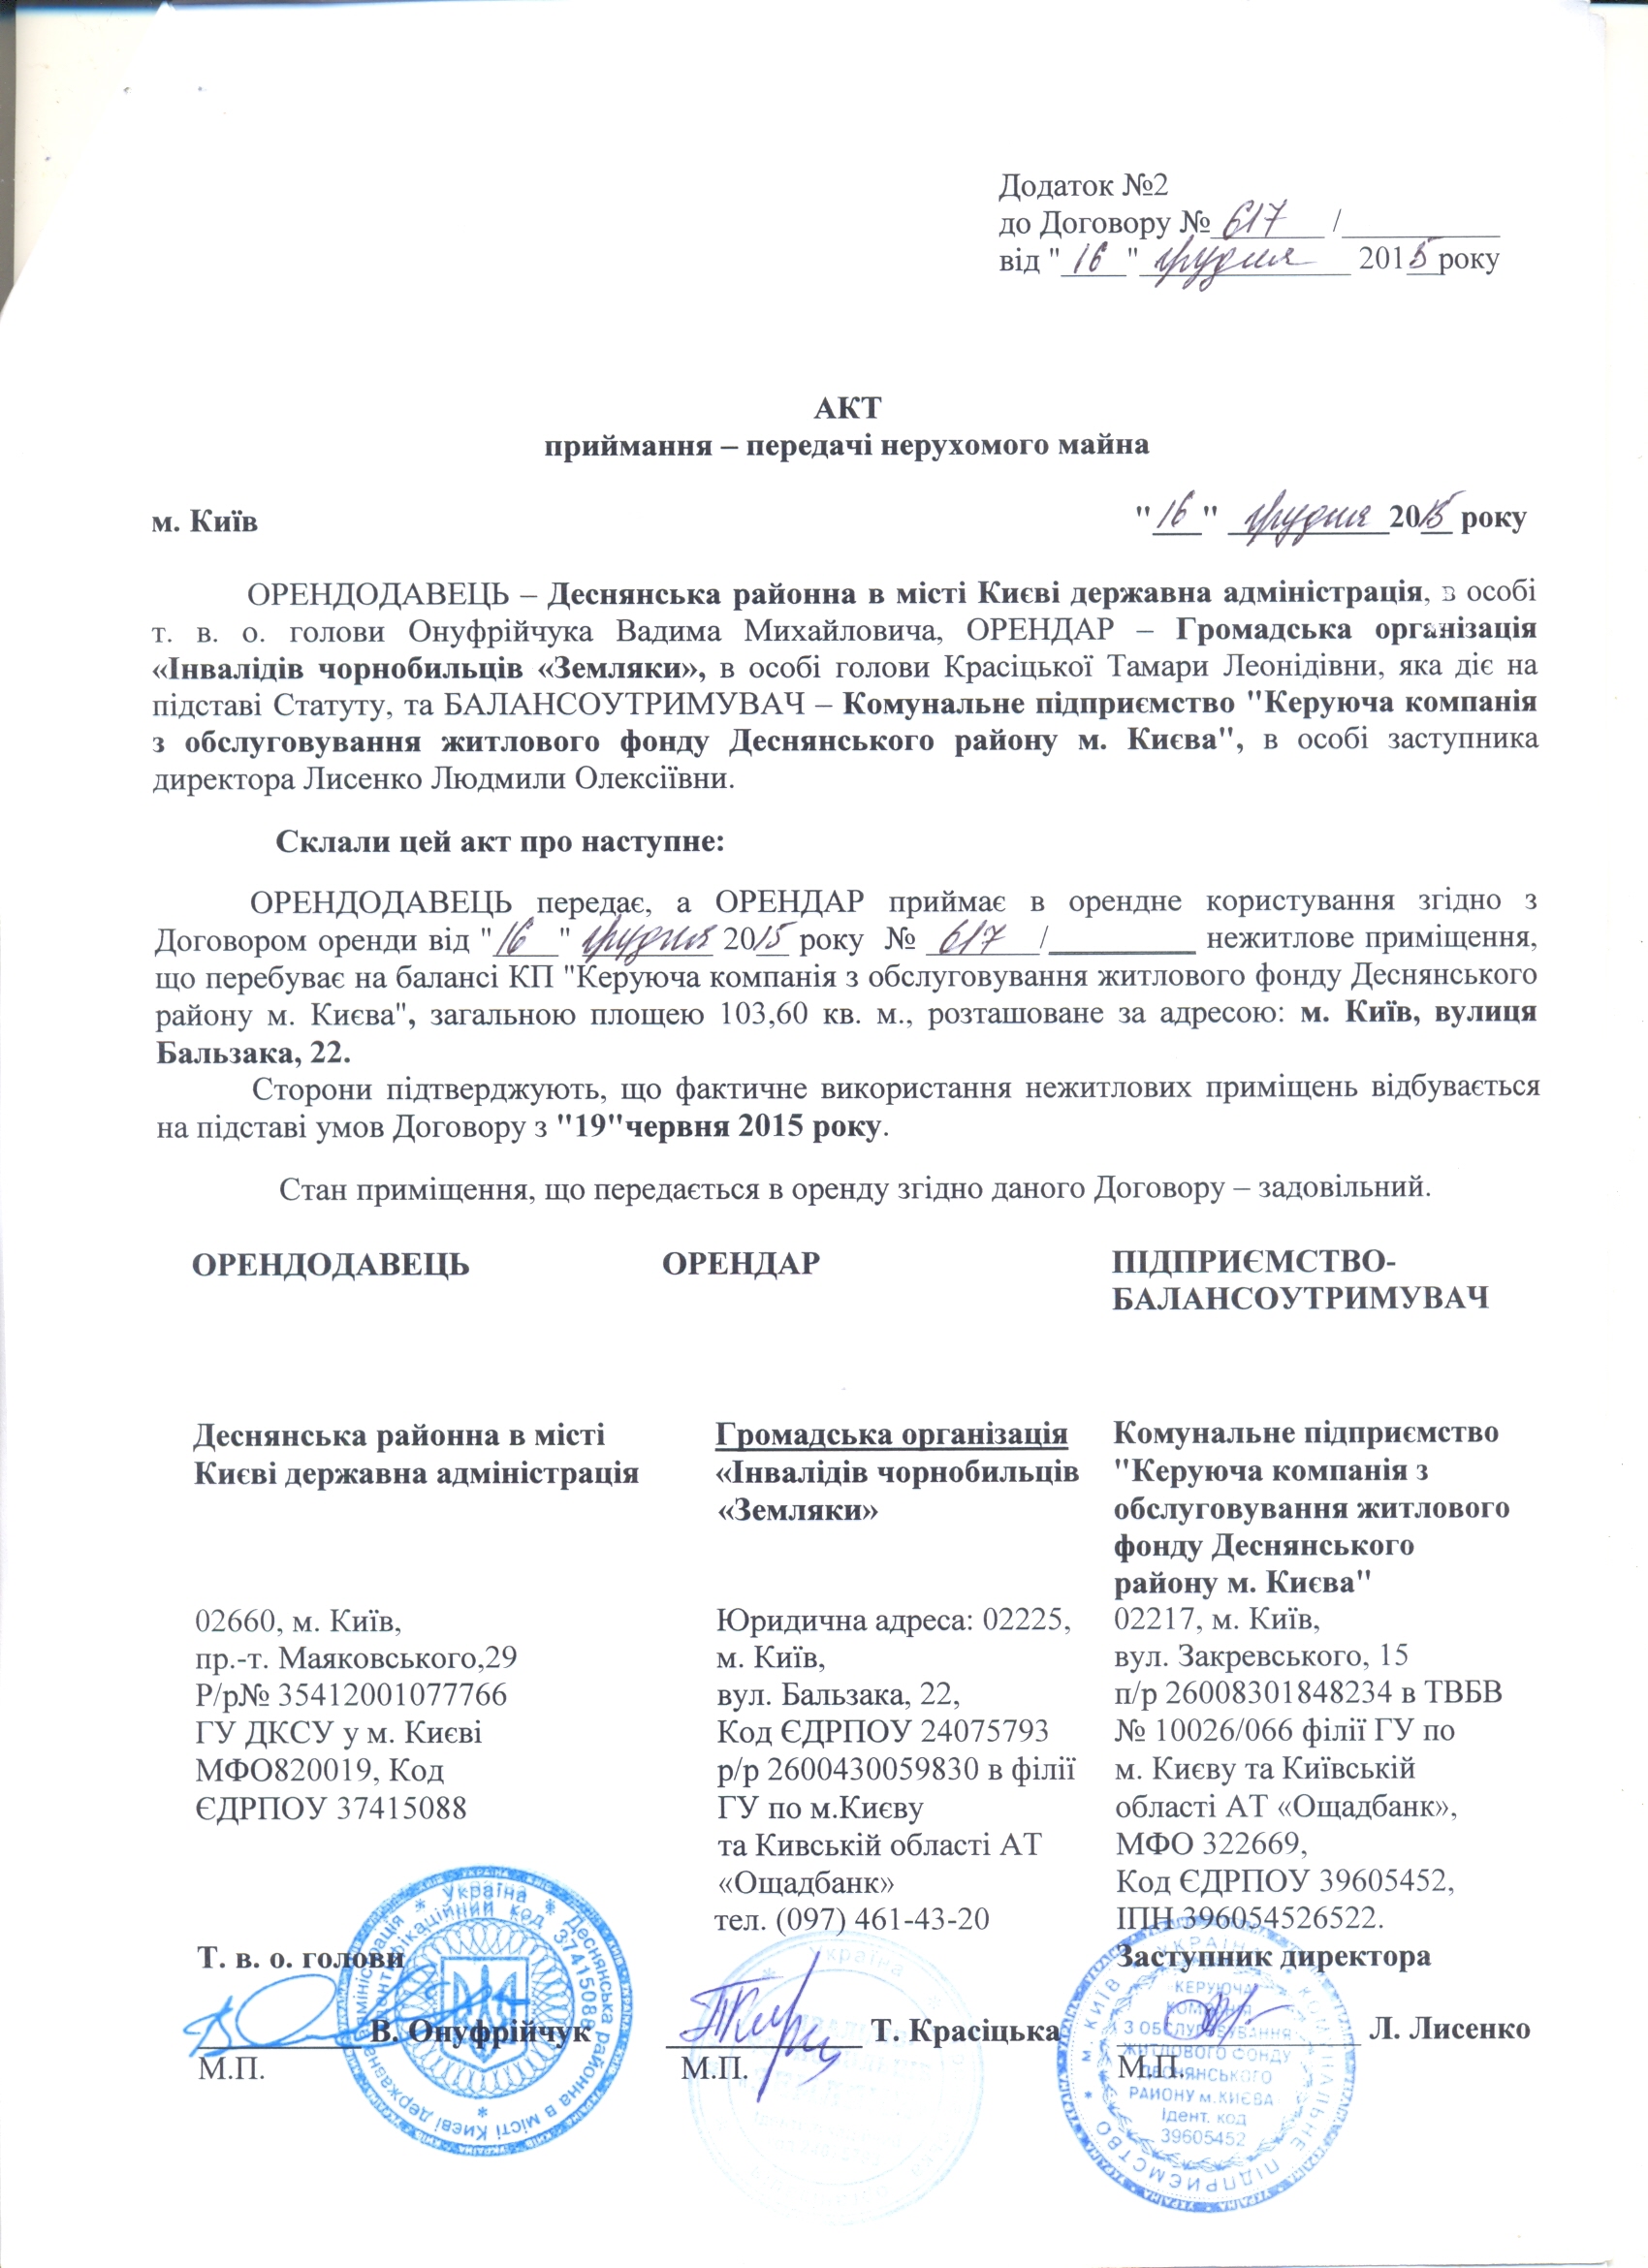 Додаток №2
до Договору № 617 /
від "16" грудня 2015 року
АКТ
приймання – передачі нерухомого майна
м. Київ "16" грудня 2015 року
ОРЕНДОДАВЕЦЬ – Деснянська районна в місті Києві державна адміністрація, в особі
т. в. о. голови Онуфрійчука Вадима Михайловича, ОРЕНДАР – Громадська організація
«Інвалідів чорнобильців «Земляки», в особі голови Красіцької Тамари Леонідівни, яка діє на
підставі Статуту, та БАЛАНСОУТРИМУВАЧ – Комунальне підприємство "Керуюча компанія
з обслуговування житлового фонду Деснянського району м. Києва", в особі заступника
директора Лисенко Людмили Олексіївни.
Склали цей акт про наступне:
ОРЕНДОДАВЕЦЬ передає, а ОРЕНДАР приймає в орендне користування згідно з
Договором оренди від "16" грудня 2015 року № 617 / нежитлове приміщення,
що перебуває на балансі КП "Керуюча компанія з обслуговування житлового фонду Деснянського
району м. Києва", загальною площею 103,60 кв. м., розташоване за адресою: м. Київ, вулиця
Бальзака, 22.
Сторони підтверджують, що фактичне використання нежитлових приміщень відбувається
на підставі умов Договору з "19"червня 2015 року.
Стан приміщення, що передається в оренду згідно даного Договору – задовільний.
ОРЕНДОДАВЕЦЬ
Деснянська районна в місті
Києві державна адміністрація
02660, м. Київ,
пр.-т. Маяковського,29
Р/р№ 35412001077766
ГУ ДКСУ у м. Києві
МФО820019, Код
ЄДРПОУ 37415088
Т. в. о. голови
В. Онуфрійчук
М.П.
Україна
Деснянська районна в місті Києві державна адміністрація
Ідентифікаційний код 37415088
ОРЕНДАР
Громадська організація
«Інвалідів чорнобильців
«Земляки»
Юридична адреса: 02225,
м. Київ,
вул. Бальзака, 22,
Код ЄДРПОУ 24075793
р/р 2600430059830 в філії
ГУ по м.Києву
та Кивській області АТ
«Ощадбанк»
тел. (097) 461-43-20
Т. Красіцька
М.П.
Україна
ПІДПРИЄМСТВО-
БАЛАНСОУТРИМУВАЧ
Комунальне підприємство
"Керуюча компанія з
обслуговування житлового
фонду Деснянського
району м. Києва"
02217, м. Київ,
вул. Закревського, 15
п/р 26008301848234 в ТВБВ
№ 10026/066 філії ГУ по
м. Києву та Київській
області АТ «Ощадбанк»,
МФО 322669,
Код ЄДРПОУ 39605452,
ІПН 396054526522.
Заступник директора
Л. Лисенко
М.П.
УКРАЇНА м. КИЇВ
КОМУНАЛЬНЕ ПІДПРИЄМСТВО
КЕРУЮЧА
КОМПАНІЯ
З ОБСЛУГОВУВАННЯ
ЖИТЛОВОГО ФОНДУ
ДЕСНЯНСЬКОГО
РАЙОНУ м.КИЄВА
Ідент. код
39605452